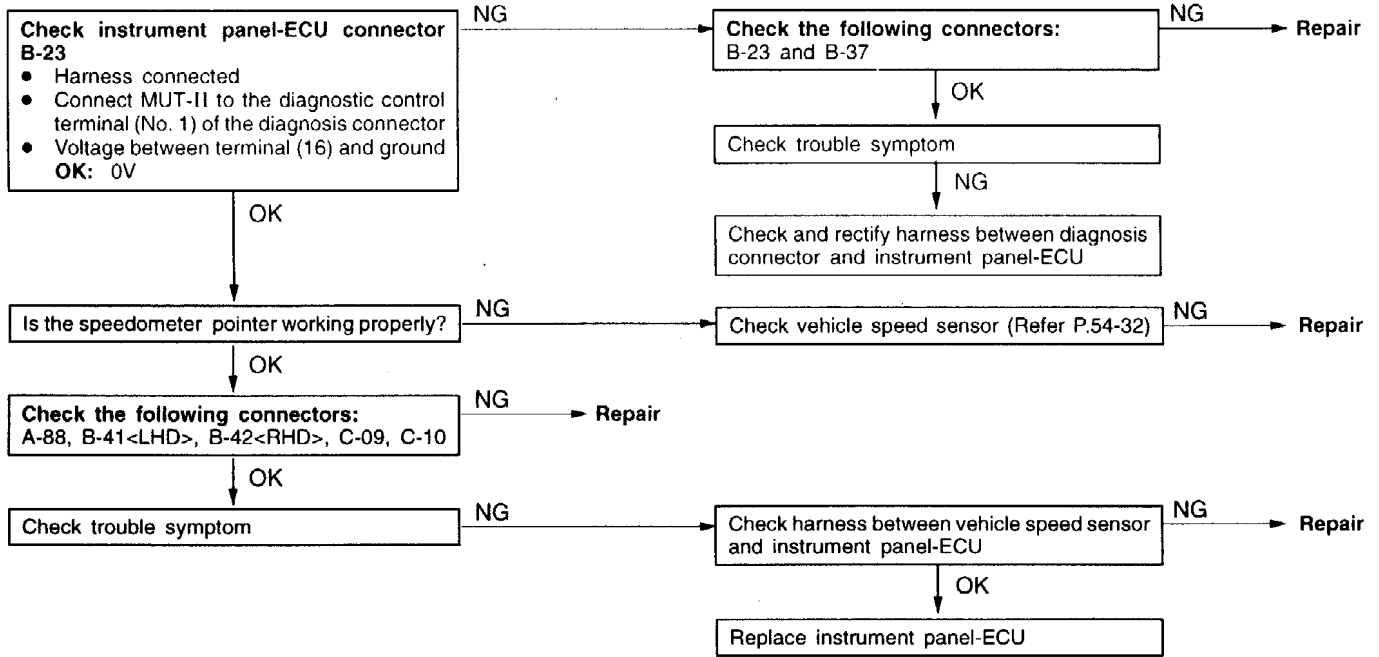 Check instrument panel-ECU connector
B-23
● Harness connected
● Connect MUT-II to the diagnostic control
terminal (No. 1) of the diagnosis connector
● Voltage between terminal (16) and ground
OK: 0V
NG
Check the following connectors:
B-23 and B-37
NG
Repair
OK
Check trouble symptom
NG
Check and rectify harness between diagnosis
connector and instrument panel-ECU
OK
Is the speedometer pointer working properly?
NG
Check vehicle speed sensor (Refer P.54-32)
NG
Repair
OK
Check the following connectors:
A-88, B-41<LHD>, B-42<RHD>, C-09, C-10
NG
Repair
OK
Check trouble symptom
NG
Check harness between vehicle speed sensor
and instrument panel-ECU
NG
Repair
OK
Replace instrument panel-ECU